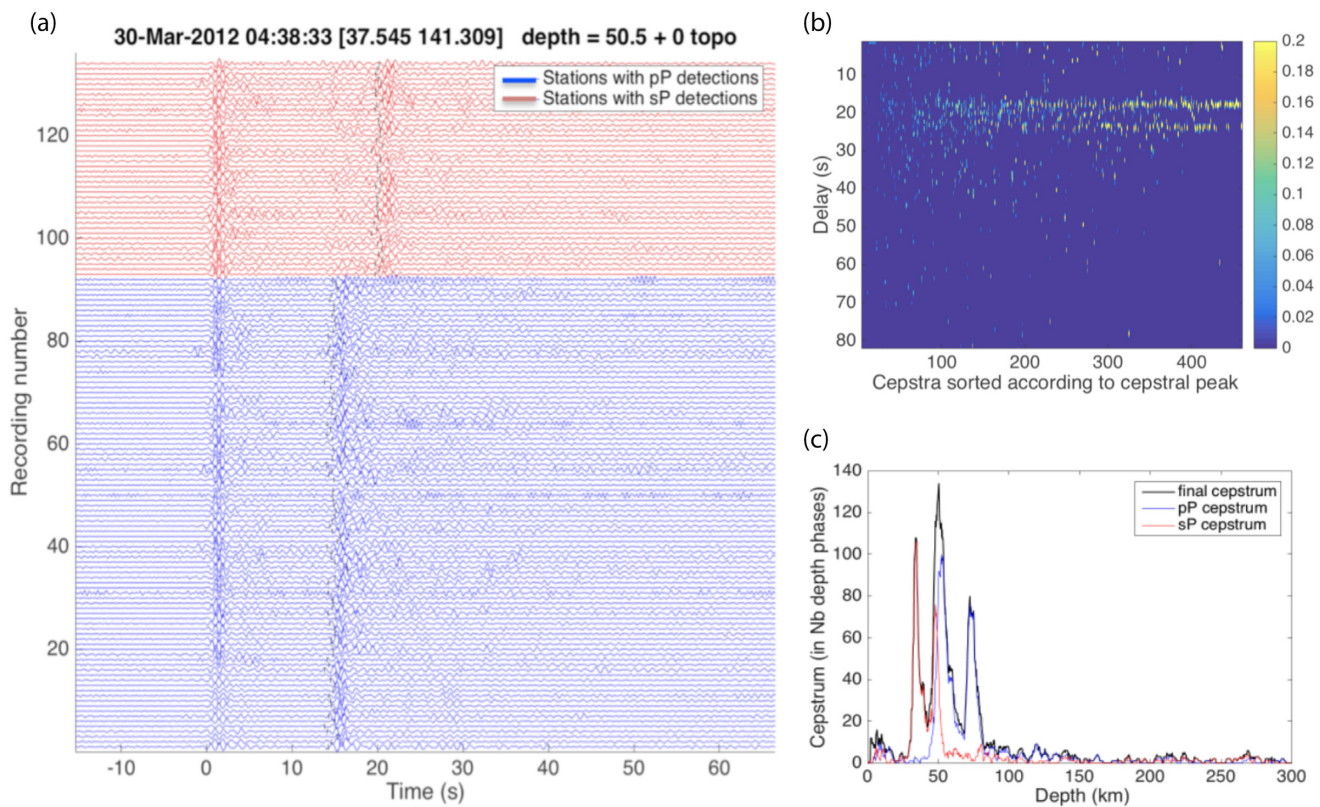 (a)
30-Mar-2012 04:38:33 [37.545 141.309] depth = 50.5 + 0 topo
Stations with pP detections
Stations with sP detections
120
100
80
60
40
20
Recording number
-10 0 10 20 30 40 50 60
Time (s)
(b)
10
20
30
40
50
60
70
80
Delay (s)
100 200 300 400
Cepstra sorted according to cepstral peak
0.2
0.18
0.16
0.14
0.12
0.1
0.08
0.06
0.04
0.02
0
(c)
140
120
100
80
60
40
20
0
Cepstrum (in Nb depth phases)
final cepstrum
pP cepstrum
sP cepstrum
0 50 100 150 200 250 300
Depth (km)